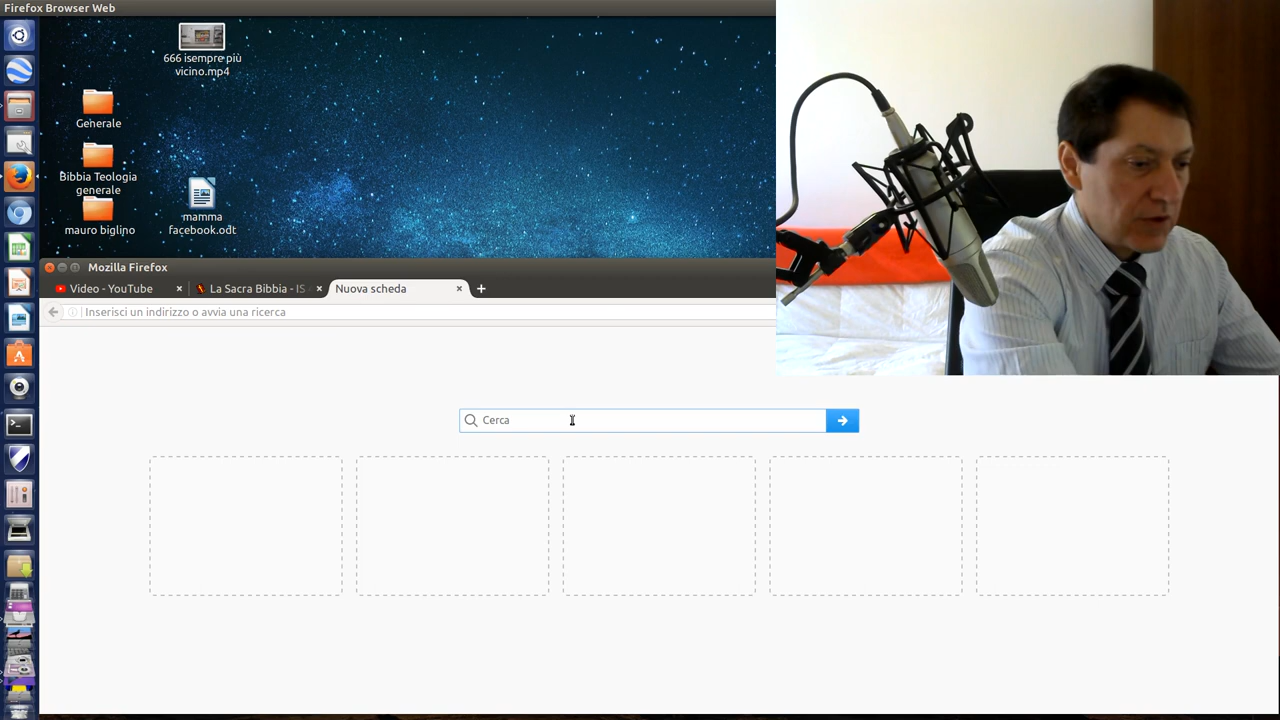 Firefox Browser Web
666 isempre più
vicino.mp4
Generale
Bibbia Teologia
generale
mauro biglino
mamma
facebook.odt
Mozilla Firefox
Video - YouTube
La Sacra Bibbia - IS
Nuova scheda
Inserisci un indirizzo o avvia una ricerca
Cerca